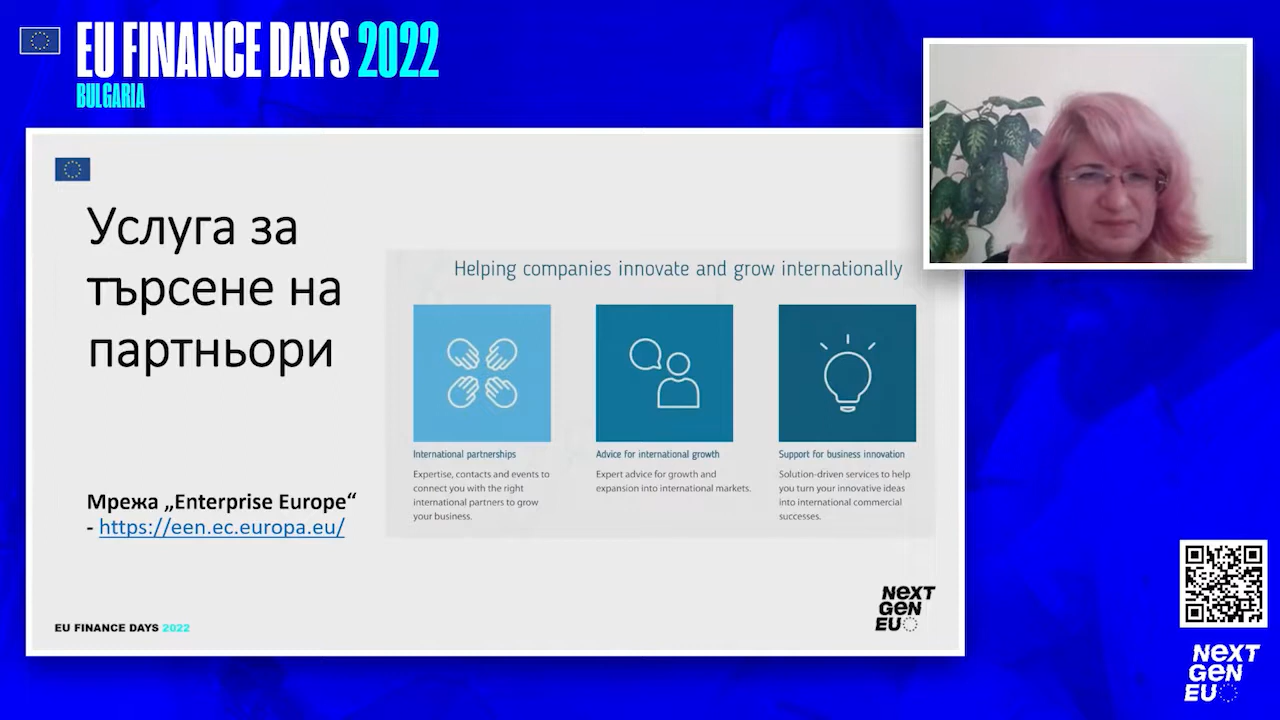 EU FINANCE DAYS 2022
BULGARIA
Услуга за
търсене на
партньори
Мрежа „Enterprise Europe“
- https://een.ec.europa.eu/
Helping companies innovate and grow internationally
International partnerships
Expertise, contacts and events to
connect you with the right
international partners to grow
your business.
Advice for international growth
Expert advice for growth and
expansion into international markets.
Support for business innovation
Solution-driven services to help
you turn your innovative ideas
into international commercial
successes.
EU FINANCE DAYS 2022
NEXT
GEN
EU
NEXT
GEN
EU